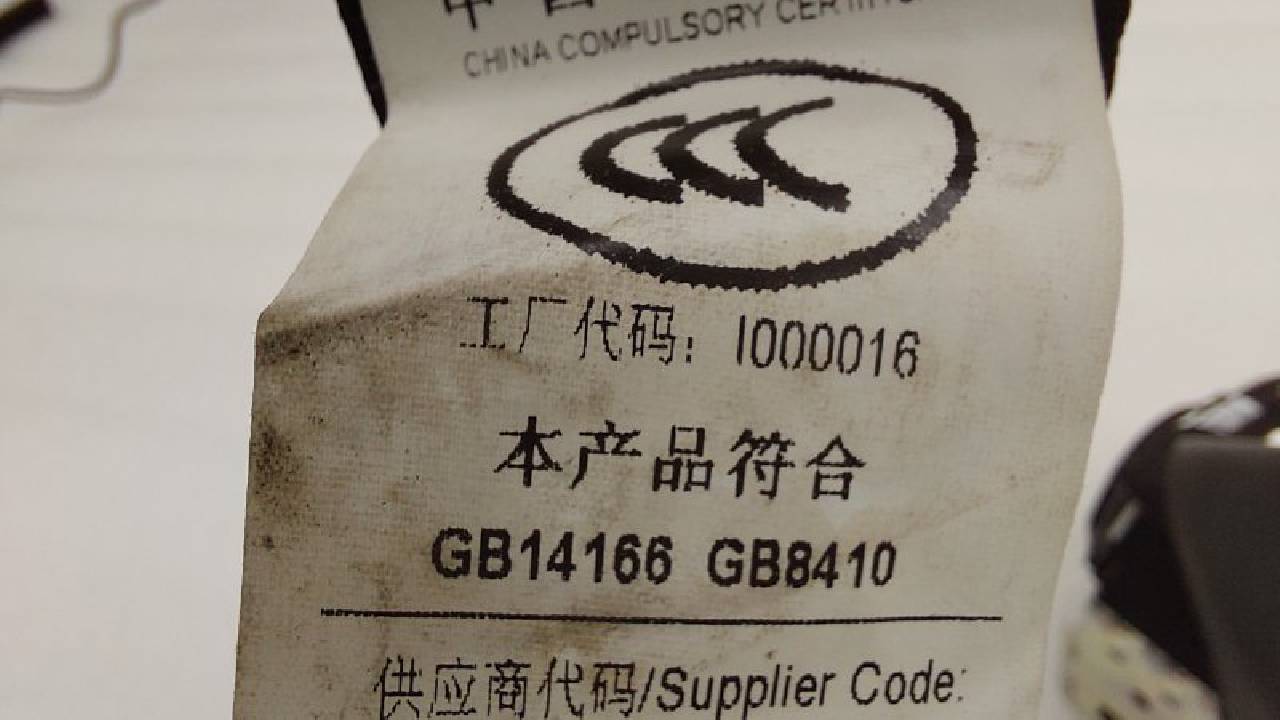 CHINA COMPULSORY
CCC
工厂代码：I000016
本产品符合
GB14166 GB8410
供应商代码/Supplier Code: